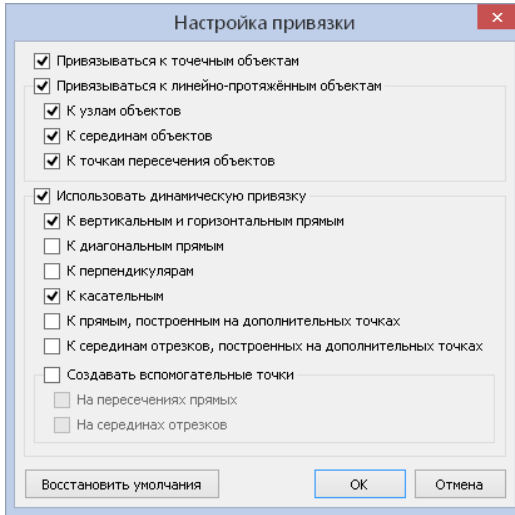 Настройка привязки
Привязываться к точечным объектам
Привязываться к линейно-протяжённым объектам
К узлам объектов
К серединам объектов
К точкам пересечения объектов
Использовать динамическую привязку
К вертикальным и горизонтальным прямым
К диагональным прямым
К перпендикулярам
К касательным
К прямым, построенным на дополнительных точках
К серединам отрезков, построенных на дополнительных точках
Создавать вспомогательные точки
На пересечениях прямых
На серединах отрезков
Восстановить умолчания OK Отмена